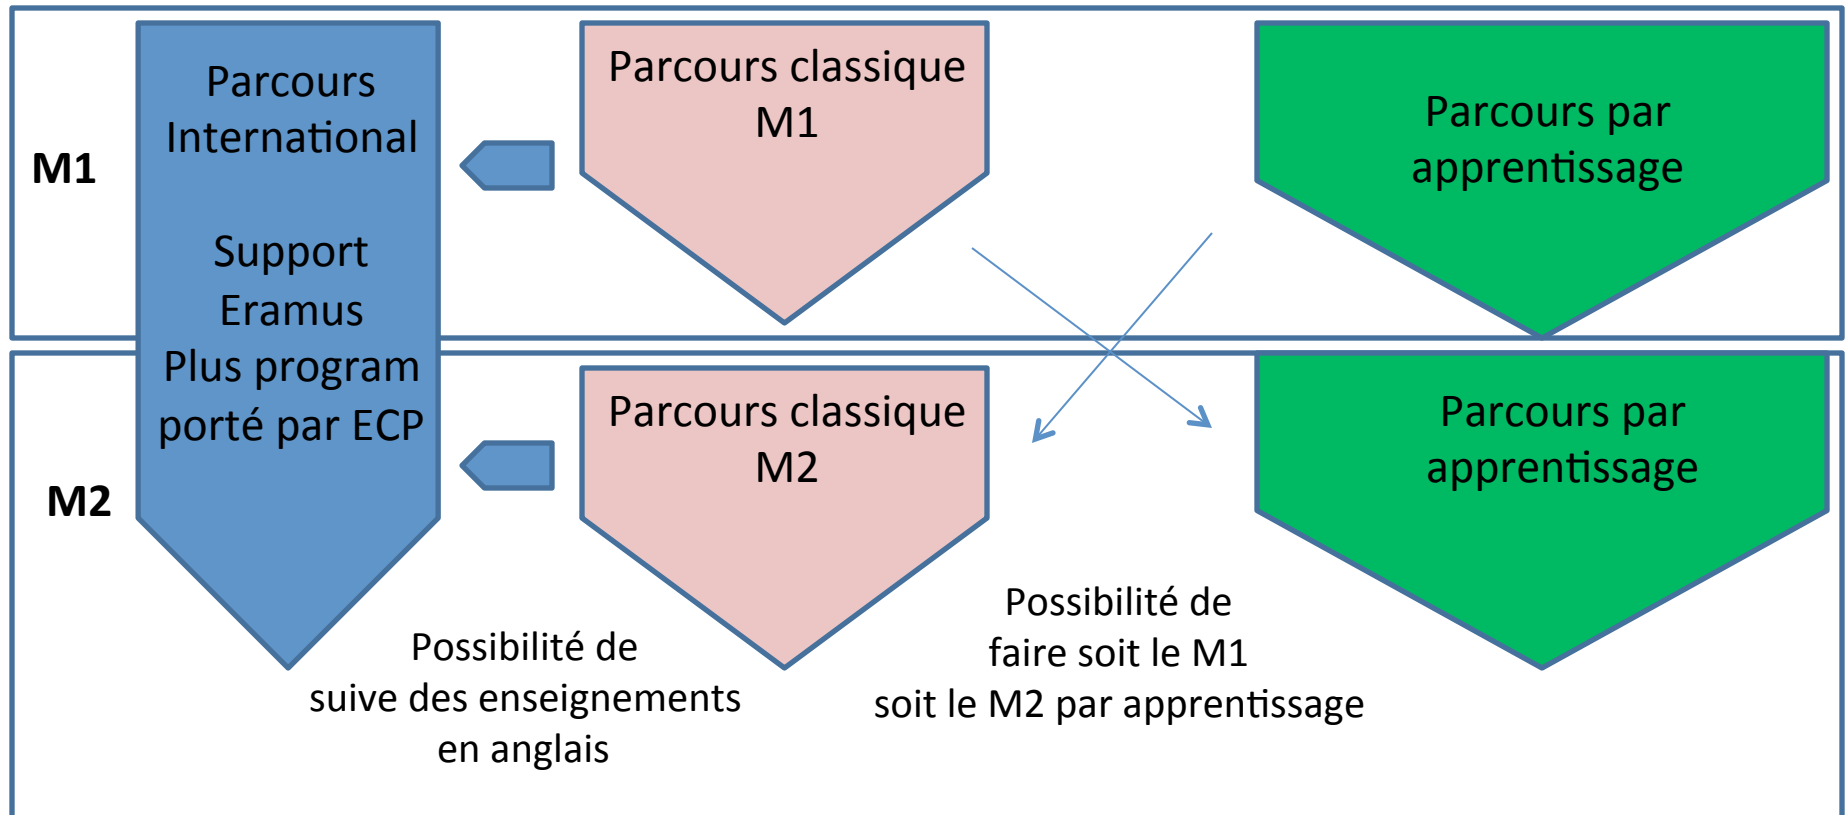 M1
Parcours
International
Support
Eramus
Plus program
porté par ECP
Parcours classique
M1
Parcours par
apprentissage
M2
Parcours classique
M2
Parcours par
apprentissage
Possibilité de
suive des enseignements
en anglais
Possibilité de
faire soit le M1
soit le M2 par apprentissage